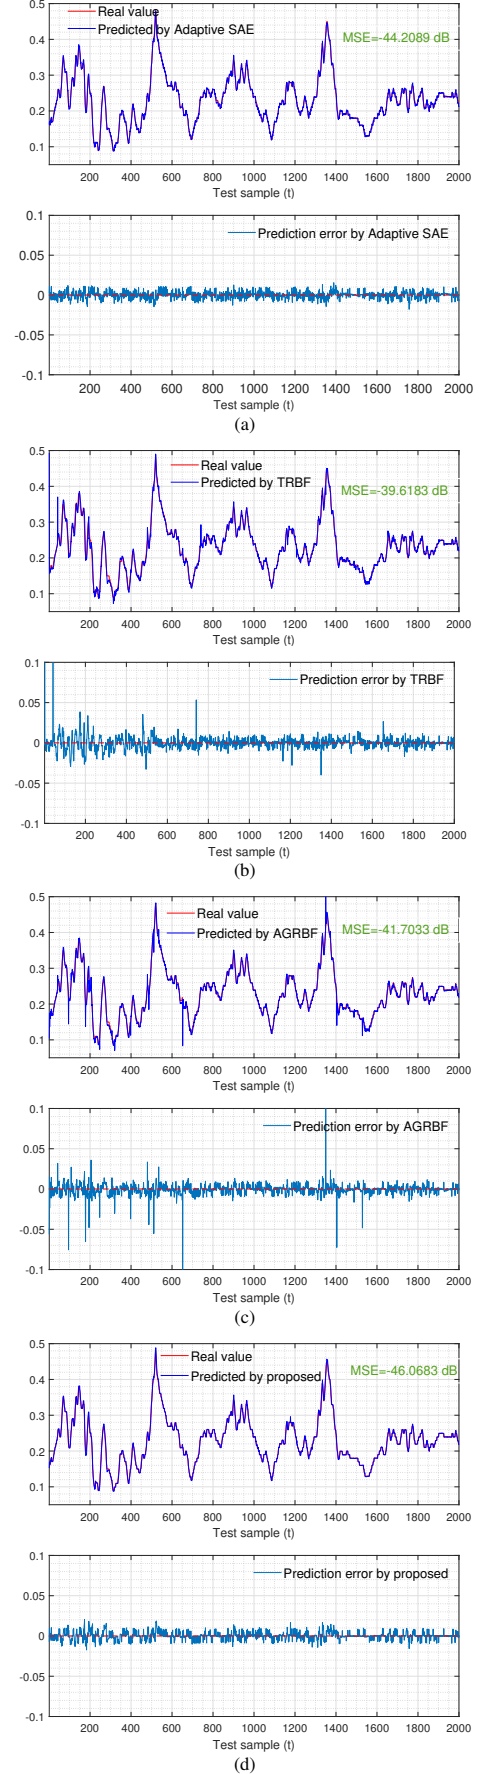 0.5
Real value
Predicted by Adaptive SAE
MSE=-44.2089 dB
0.4
0.3
0.2
0.1
200 400 600 800 1000 1200 1400 1600 1800 2000
Test sample (t)
0.1
Prediction error by Adaptive SAE
0.05
0
-0.05
-0.1
200 400 600 800 1000 1200 1400 1600 1800 2000
Test sample (t)
(a)
0.5
Real value
Predicted by TRBF
MSE=-39.6183 dB
0.4
0.3
0.2
0.1
200 400 600 800 1000 1200 1400 1600 1800 2000
Test sample (t)
0.1
Prediction error by TRBF
0.05
0
-0.05
-0.1
200 400 600 800 1000 1200 1400 1600 1800 2000
Test sample (t)
(b)
0.5
Real value
Predicted by AGRBF
MSE=-41.7033 dB
0.4
0.3
0.2
0.1
200 400 600 800 1000 1200 1400 1600 1800 2000
Test sample (t)
0.1
Prediction error by AGRBF
0.05
0
-0.05
-0.1
200 400 600 800 1000 1200 1400 1600 1800 2000
Test sample (t)
(c)
0.5
Real value
Predicted by proposed
MSE=-46.0683 dB
0.4
0.3
0.2
0.1
200 400 600 800 1000 1200 1400 1600 1800 2000
Test sample (t)
0.1
Prediction error by proposed
0.05
0
-0.05
-0.1
200 400 600 800 1000 1200 1400 1600 1800 2000
Test sample (t)
(d)